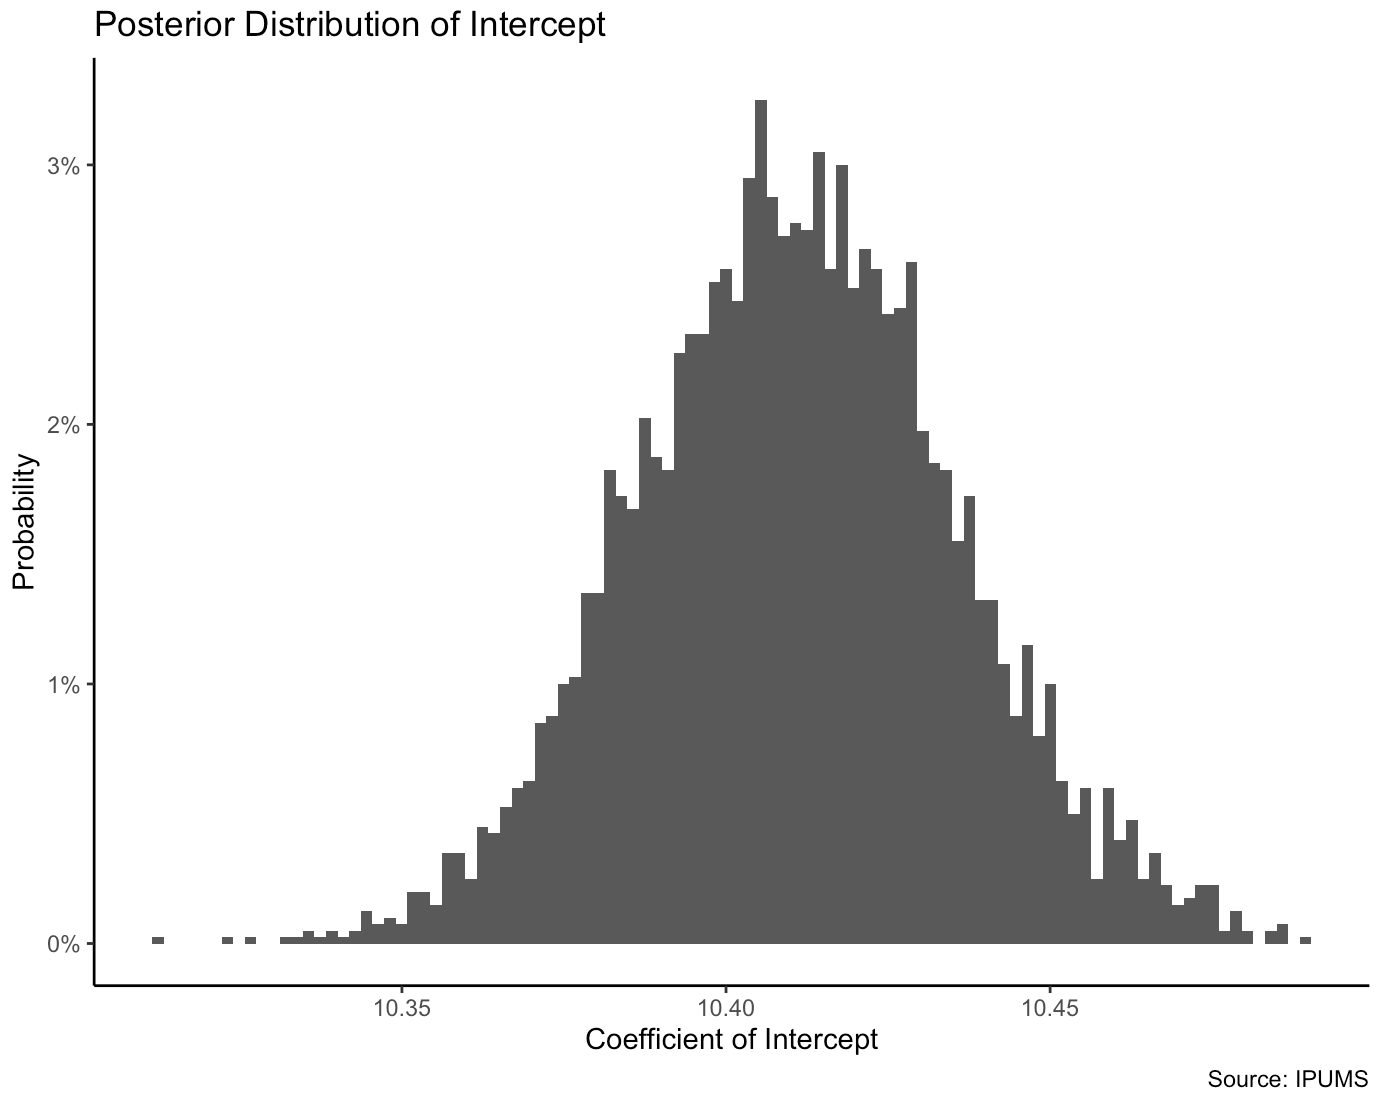 Posterior Distribution of Intercept
3%
2%
1%
0%
Probability
10.35 10.40 10.45
Coefficient of Intercept
Source: IPUMS